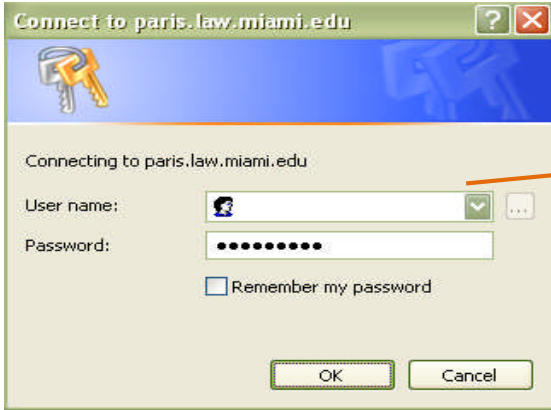 Connect to paris.law.miami.edu
Connecting to paris.law.miami.edu
User name:
Password: •••••••••
Remember my password
OK Cancel